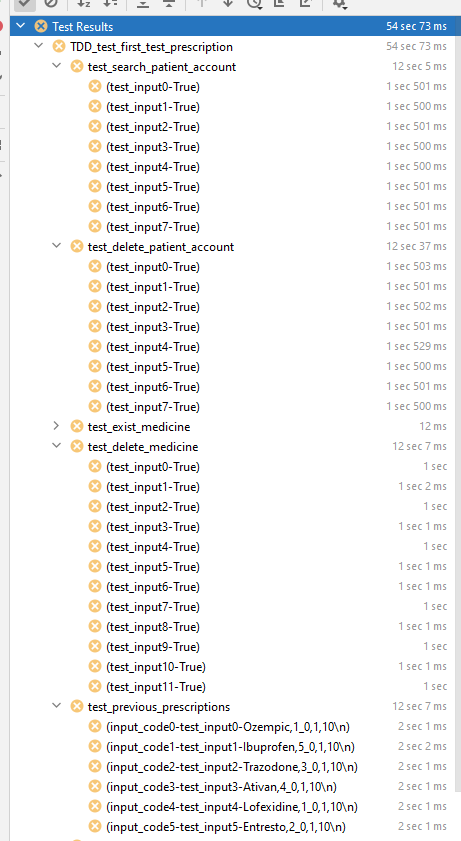 Test Results 54 sec 73 ms
TDD_test_first_test_prescription 54 sec 73 ms
test_search_patient_account 12 sec 5 ms
(test_input0-True) 1 sec 501 ms
(test_input1-True) 1 sec 500 ms
(test_input2-True) 1 sec 501 ms
(test_input3-True) 1 sec 500 ms
(test_input4-True) 1 sec 500 ms
(test_input5-True) 1 sec 501 ms
(test_input6-True) 1 sec 501 ms
(test_input7-True) 1 sec 501 ms
test_delete_patient_account 12 sec 37 ms
(test_input0-True) 1 sec 503 ms
(test_input1-True) 1 sec 501 ms
(test_input2-True) 1 sec 502 ms
(test_input3-True) 1 sec 501 ms
(test_input4-True) 1 sec 529 ms
(test_input5-True) 1 sec 500 ms
(test_input6-True) 1 sec 501 ms
(test_input7-True) 1 sec 500 ms
test_exist_medicine 12 ms
test_delete_medicine 12 sec 7 ms
(test_input0-True) 1 sec
(test_input1-True) 1 sec 2 ms
(test_input2-True) 1 sec
(test_input3-True) 1 sec 1 ms
(test_input4-True) 1 sec
(test_input5-True) 1 sec 1 ms
(test_input6-True) 1 sec 1 ms
(test_input7-True) 1 sec
(test_input8-True) 1 sec 1 ms
(test_input9-True) 1 sec
(test_input10-True) 1 sec 1 ms
(test_input11-True) 1 sec
test_previous_prescriptions 12 sec 7 ms
(input_code0-test_input0-Ozempic,1_0,1,10\n) 2 sec 1 ms
(input_code1-test_input1-Ibuprofen,5_0,1,10\n) 2 sec 2 ms
(input_code2-test_input2-Trazodone,3_0,1,10\n) 2 sec 1 ms
(input_code3-test_input3-Ativan,4_0,1,10\n) 2 sec 1 ms
(input_code4-test_input4-Lofexidine,1_0,1,10\n) 2 sec 1 ms
(input_code5-test_input5-Entresto,2_0,1,10\n) 2 sec 1 ms